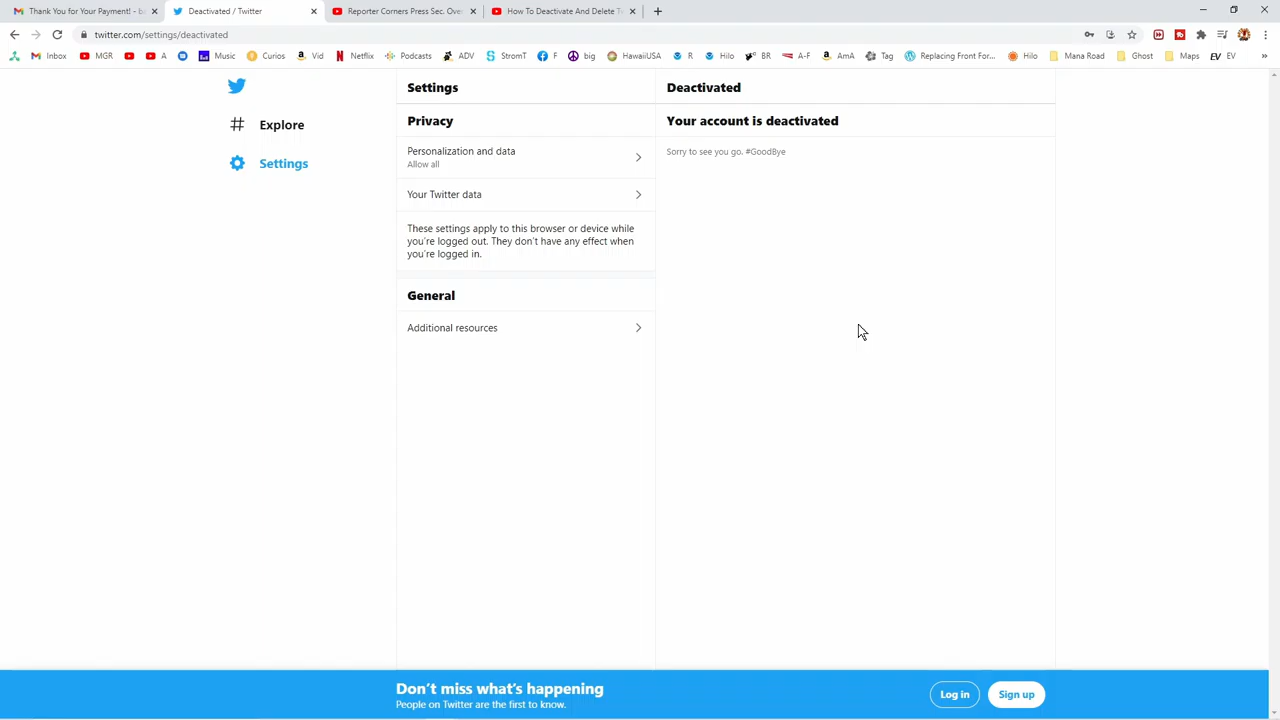 Thank You for Your Payment! - b
Deactivated / Twitter
Reporter Corners Press Sec. Ove
How To Deactivate And Delete T
twitter.com/settings/deactivated
Inbox MGR A Music Curios Vid Netflix Podcasts ADV StromT F big HawaiiUSA R Hilo BR A-F AmA Tag Replacing Front For... Hilo Mana Road Ghost Maps EV EV »
Settings
Deactivated
Explore
Privacy
Your account is deactivated
Settings
Personalization and data
Allow all
Sorry to see you go. #GoodBye
Your Twitter data
These settings apply to this browser or device while
you're logged out. They don't have any effect when
you're logged in.
General
Additional resources
Don't miss what's happening
People on Twitter are the first to know.
Log in
Sign up